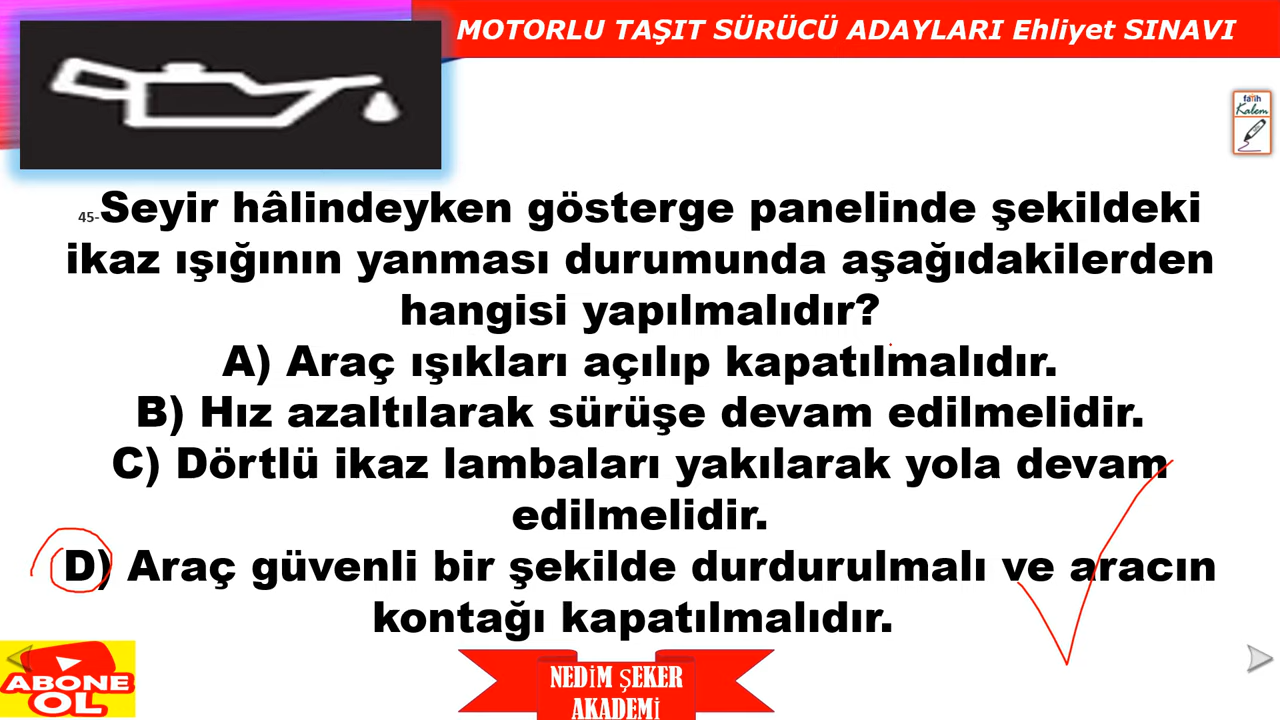 MOTORLU TAŞIT SÜRÜCÜ ADAYLARI Ehliyet SINAVI
fatih
Kalem
45-Seyir hâlindeyken gösterge panelinde şekildeki
ikaz ışığının yanması durumunda aşağıdakilerden
hangisi yapılmalıdır?
A) Araç ışıkları açılıp kapatılmalıdır.
B) Hız azaltılarak sürüşe devam edilmelidir.
C) Dörtlü ikaz lambaları yakılarak yola devam
edilmelidir.
D) Araç güvenli bir şekilde durdurulmalı ve aracın
kontağı kapatılmalıdır.
ABONE
OL
NEDİM ŞEKER
AKADEMİ